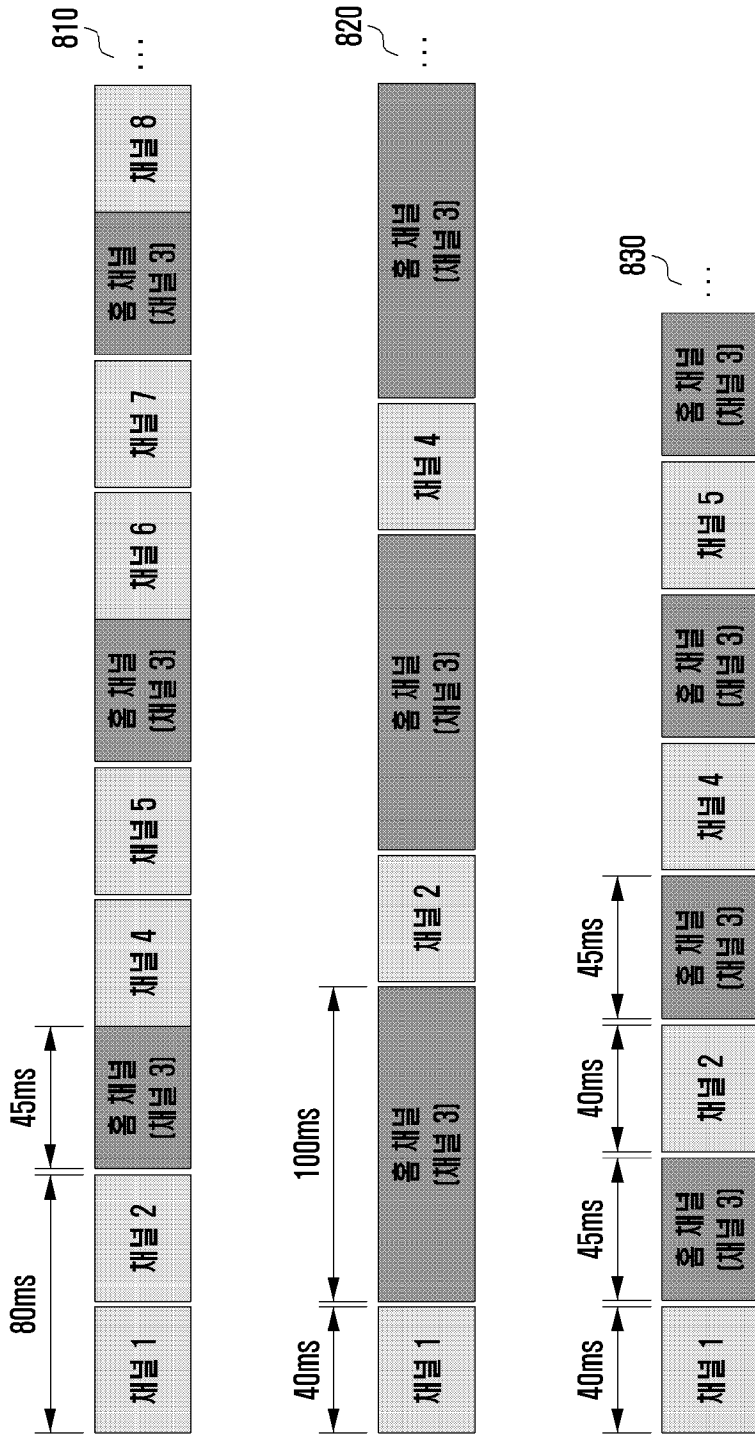 810
80ms
45ms
채널 1
채널 2
홈 채널
(채널 3)
채널 4
채널 5
홈 채널
(채널 3)
채널 6
채널 7
홈 채널
(채널 3)
채널 8
...
820
40ms
100ms
채널 1
홈 채널
(채널 3)
채널 2
홈 채널
(채널 3)
채널 4
홈 채널
(채널 3)
...
830
40ms
45ms
40ms
45ms
채널 1
홈 채널
(채널 3)
채널 2
홈 채널
(채널 3)
채널 4
홈 채널
(채널 3)
채널 5
홈 채널
(채널 3)
...